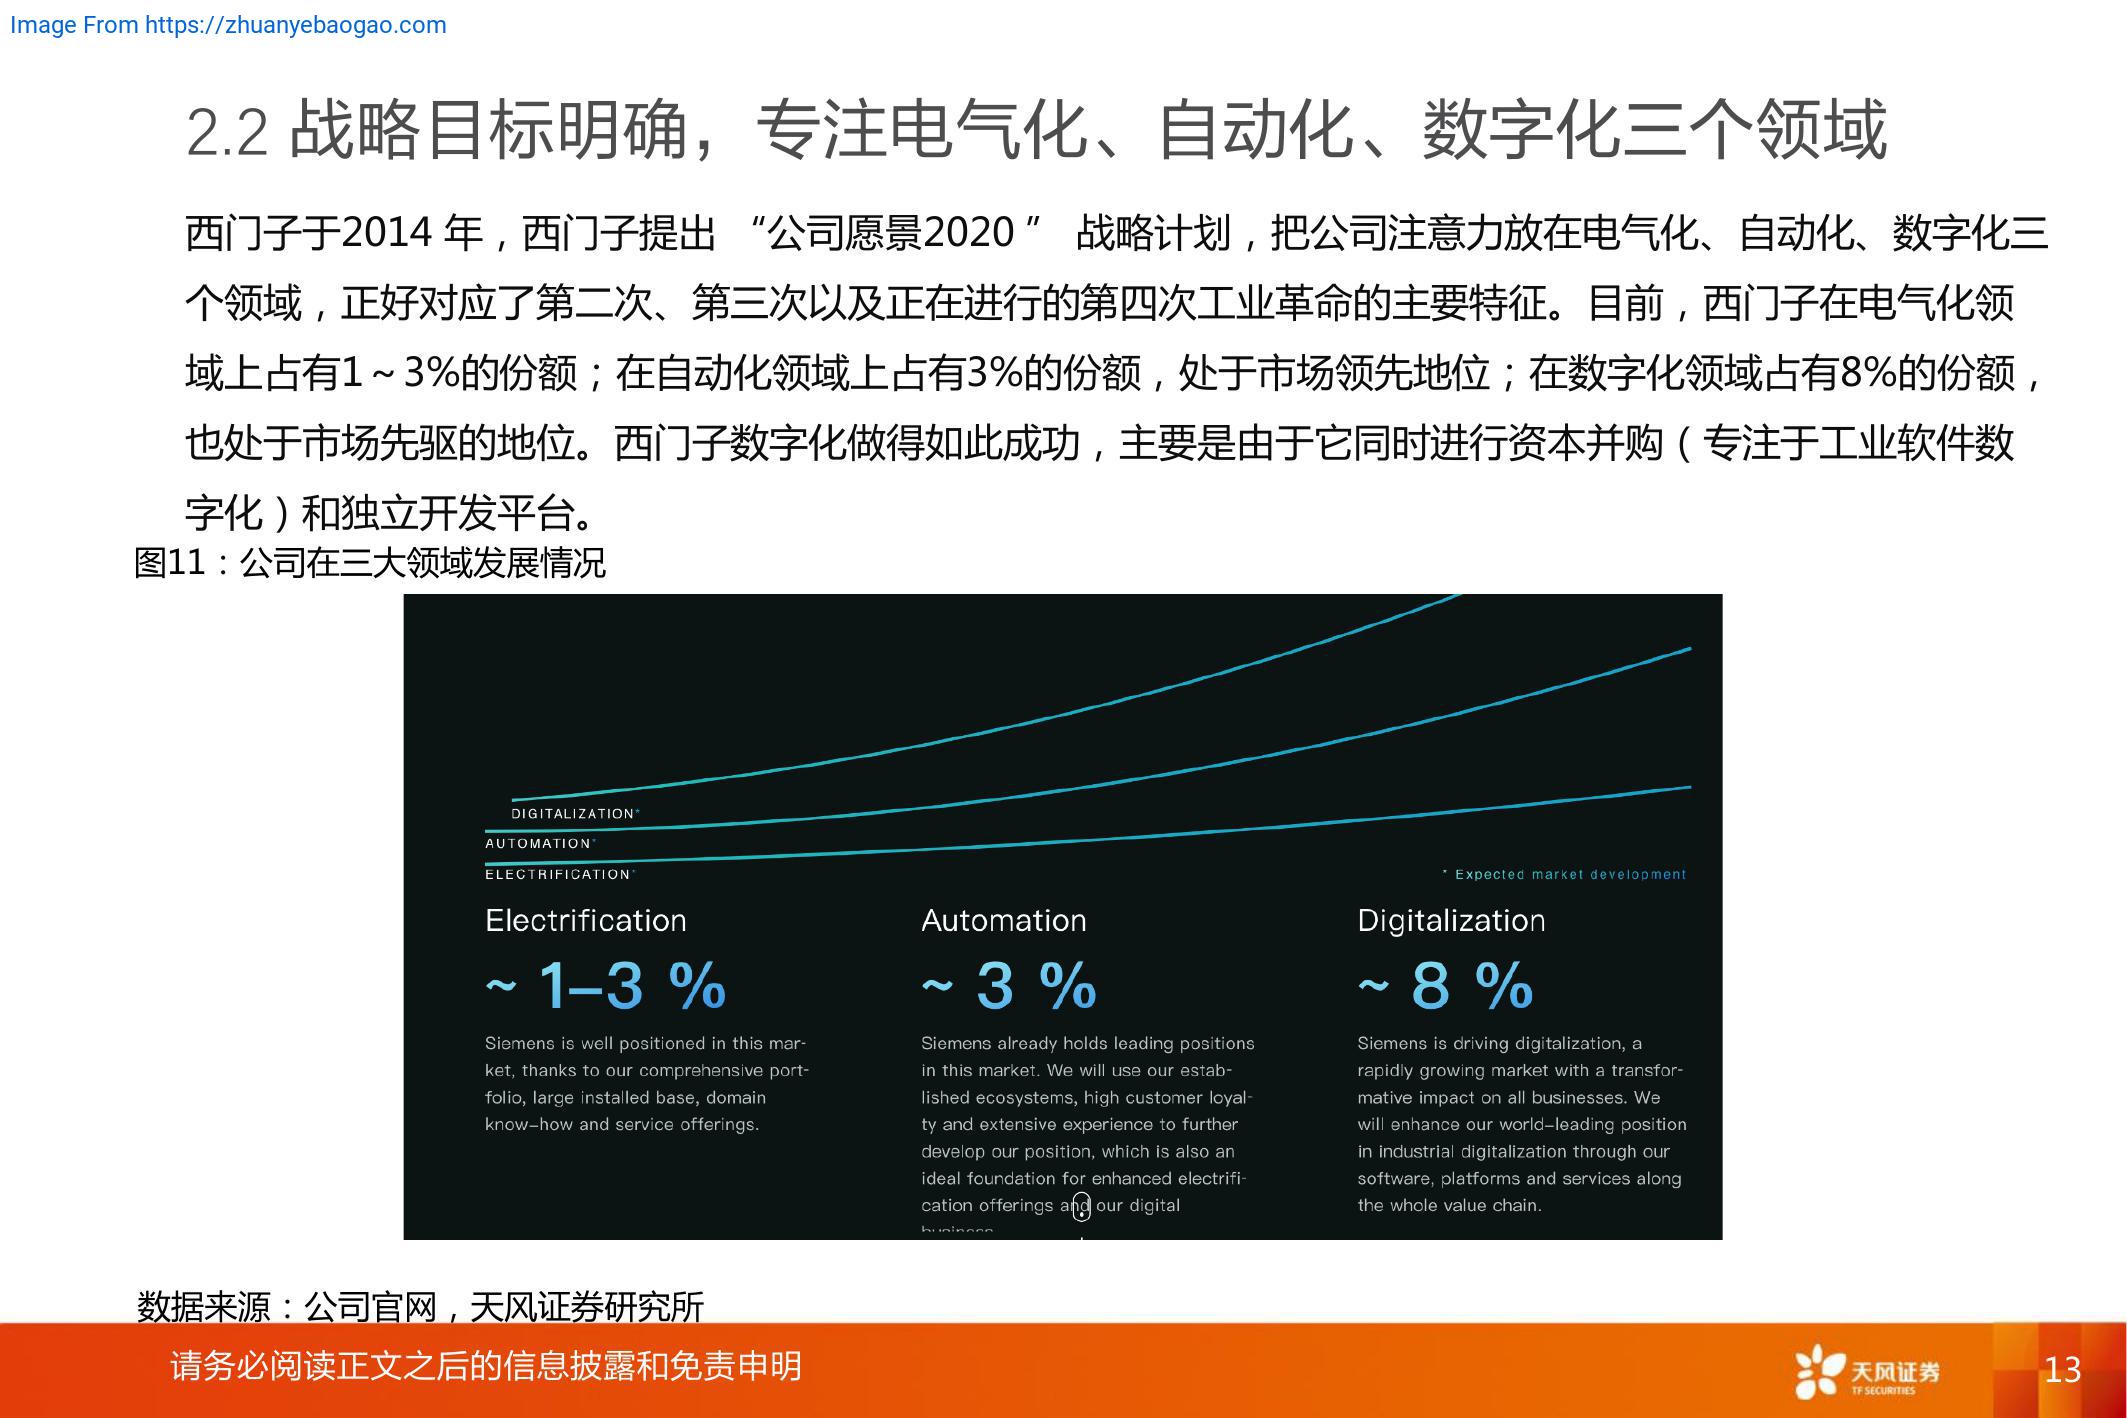 Image From https://zhuanyebaogao.com
2.2 战略目标明确，专注电气化、自动化、数字化三个领域
西门子于2014 年，西门子提出 “公司愿景2020 ” 战略计划，把公司注意力放在电气化、自动化、数字化三
个领域，正好对应了第二次、第三次以及正在进行的第四次工业革命的主要特征。目前，西门子在电气化领
域上占有1～3%的份额；在自动化领域上占有3%的份额，处于市场领先地位；在数字化领域占有8%的份额，
也处于市场先驱的地位。西门子数字化做得如此成功，主要是由于它同时进行资本并购（专注于工业软件数
字化）和独立开发平台。
图11：公司在三大领域发展情况
DIGITALIZATION*
AUTOMATION*
ELECTRIFICATION*
* Expected market development
Electrification
~ 1–3 %
Siemens is well positioned in this mar-
ket, thanks to our comprehensive port-
folio, large installed base, domain
know–how and service offerings.
Automation
~ 3 %
Siemens already holds leading positions
in this market. We will use our estab-
lished ecosystems, high customer loyal-
ty and extensive experience to further
develop our position, which is also an
ideal foundation for enhanced electrifi-
cation offerings and our digital
business.
Digitalization
~ 8 %
Siemens is driving digitalization, a
rapidly growing market with a transfor-
mative impact on all businesses. We
will enhance our world–leading position
in industrial digitalization through our
software, platforms and services along
the whole value chain.
数据来源：公司官网，天风证券研究所
请务必阅读正文之后的信息披露和免责申明
天风证券
TF SECURITIES
13